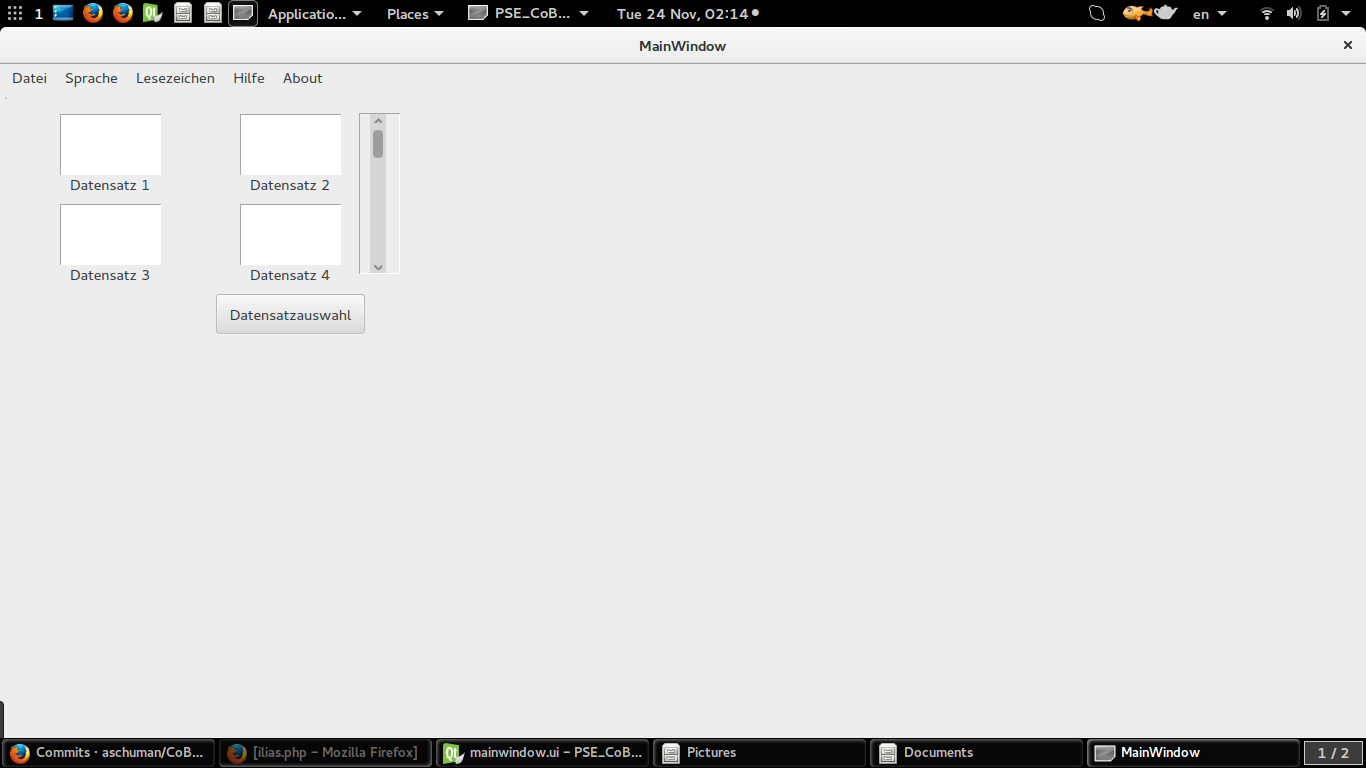 1 Applicatio... Places PSE_CoB... Tue 24 Nov, 02:14 en
MainWindow
Datei Sprache Lesezeichen Hilfe About
Datensatz 1 Datensatz 2
Datensatz 3 Datensatz 4
Datensatzauswahl
Commits · aschuman/CoB... [ilias.php - Mozilla Firefox] mainwindow.ui - PSE_CoB... Pictures Documents MainWindow 1 / 2